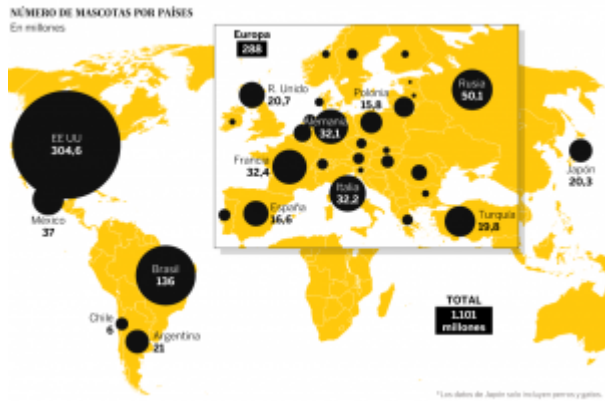 NÚMERO DE MASCOTAS POR PAÍSES
En millones
Europa
288
R. Unido
20,7
Polónia
15,8
Rusia
50,1
Alemania
32,1
EE UU
304,6
Francia
32,4
Italia
32,2
Japón
20,3
España
16,6
Turquía
19,8
México
37
Brasil
136
Chile
6
Argentina
21
TOTAL
1.101
millones
*Los datos de Japón solo incluyen perros y gatos.